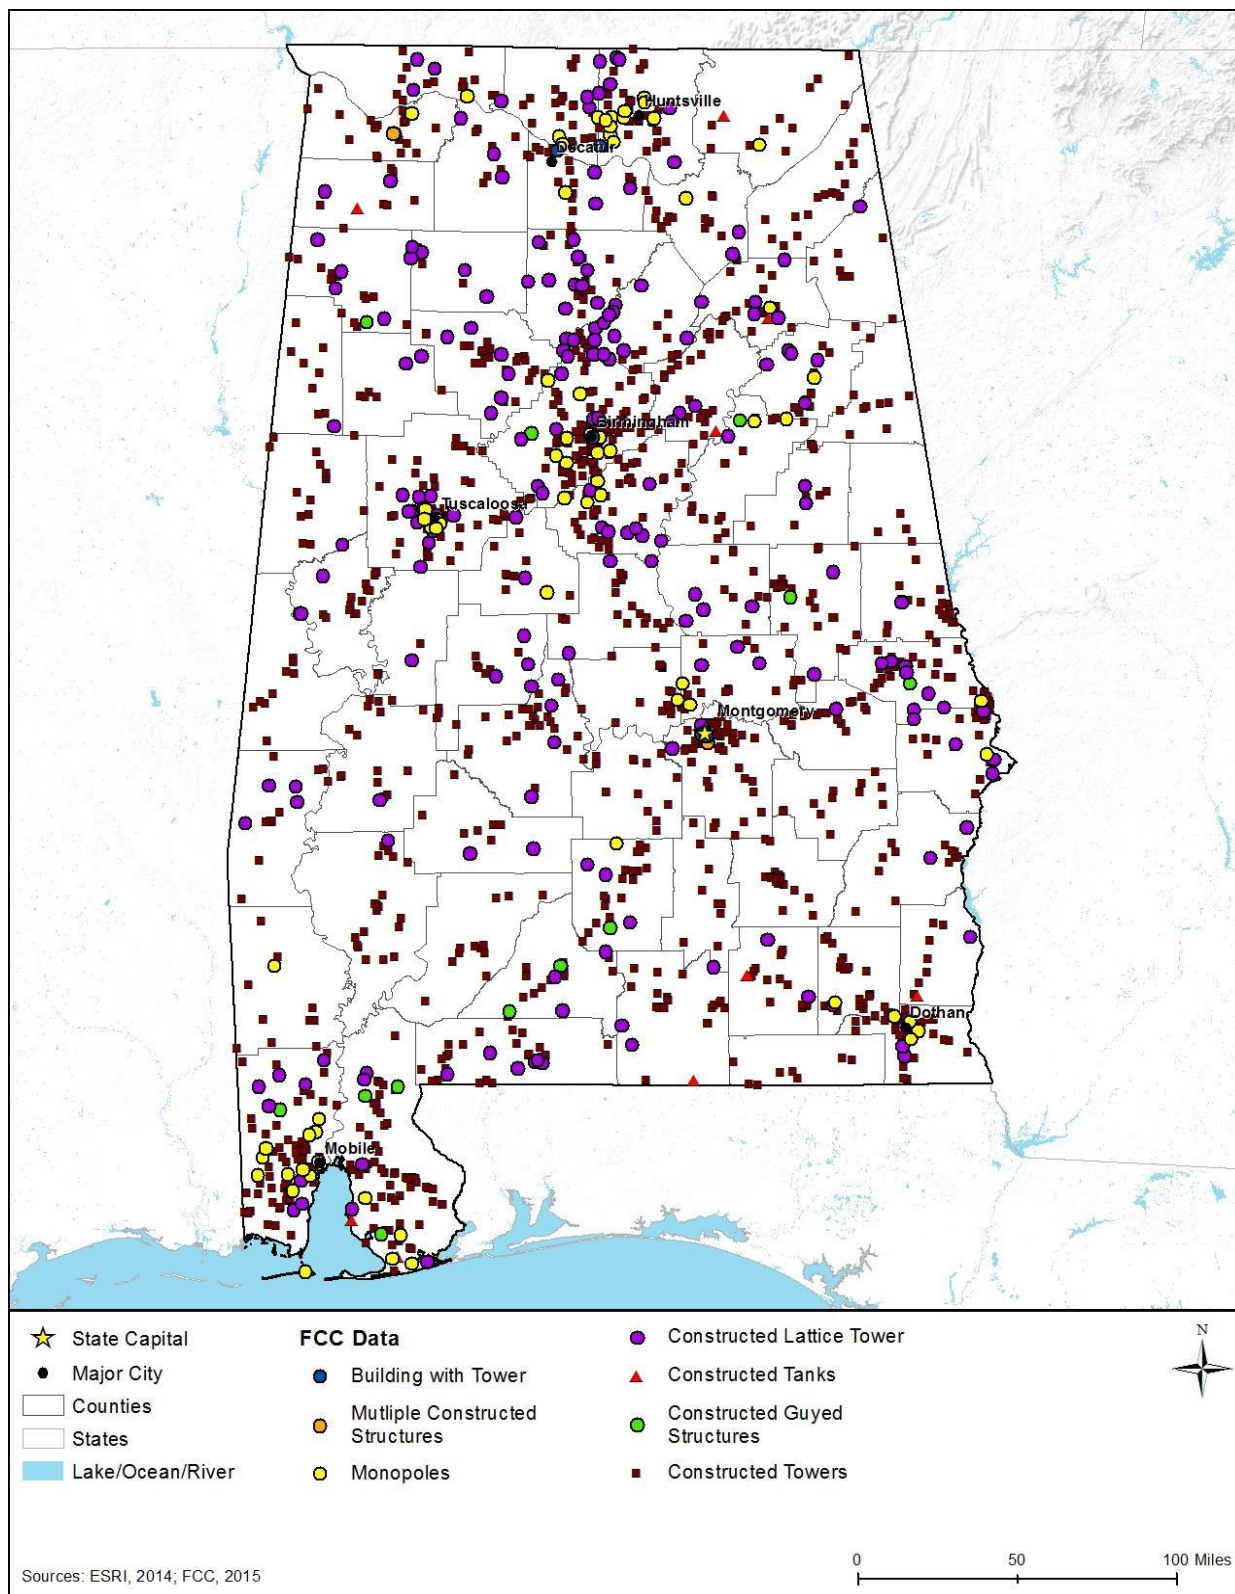 Huntsville
Decatur
Birmingham
Tuscaloosa
Montgomery
Dothan
Mobile
State Capital
Major City
Counties
States
Lake/Ocean/River
FCC Data
Building with Tower
Mutliple Constructed
Structures
Monopoles
Constructed Lattice Tower
Constructed Tanks
Constructed Guyed
Structures
Constructed Towers
N
0 50 100 Miles
Sources: ESRI, 2014; FCC, 2015